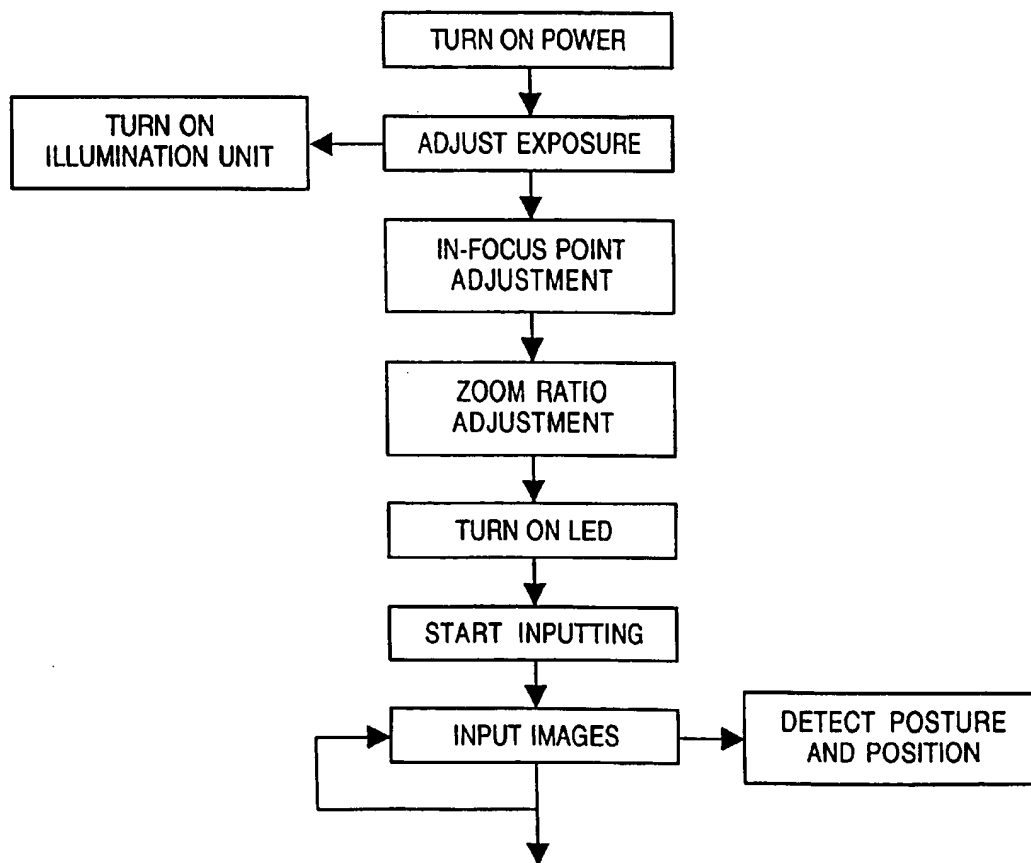 TURN ON POWER
TURN ON
ILLUMINATION UNIT
ADJUST EXPOSURE
IN-FOCUS POINT
ADJUSTMENT
ZOOM RATIO
ADJUSTMENT
TURN ON LED
START INPUTTING
INPUT IMAGES
DETECT POSTURE
AND POSITION